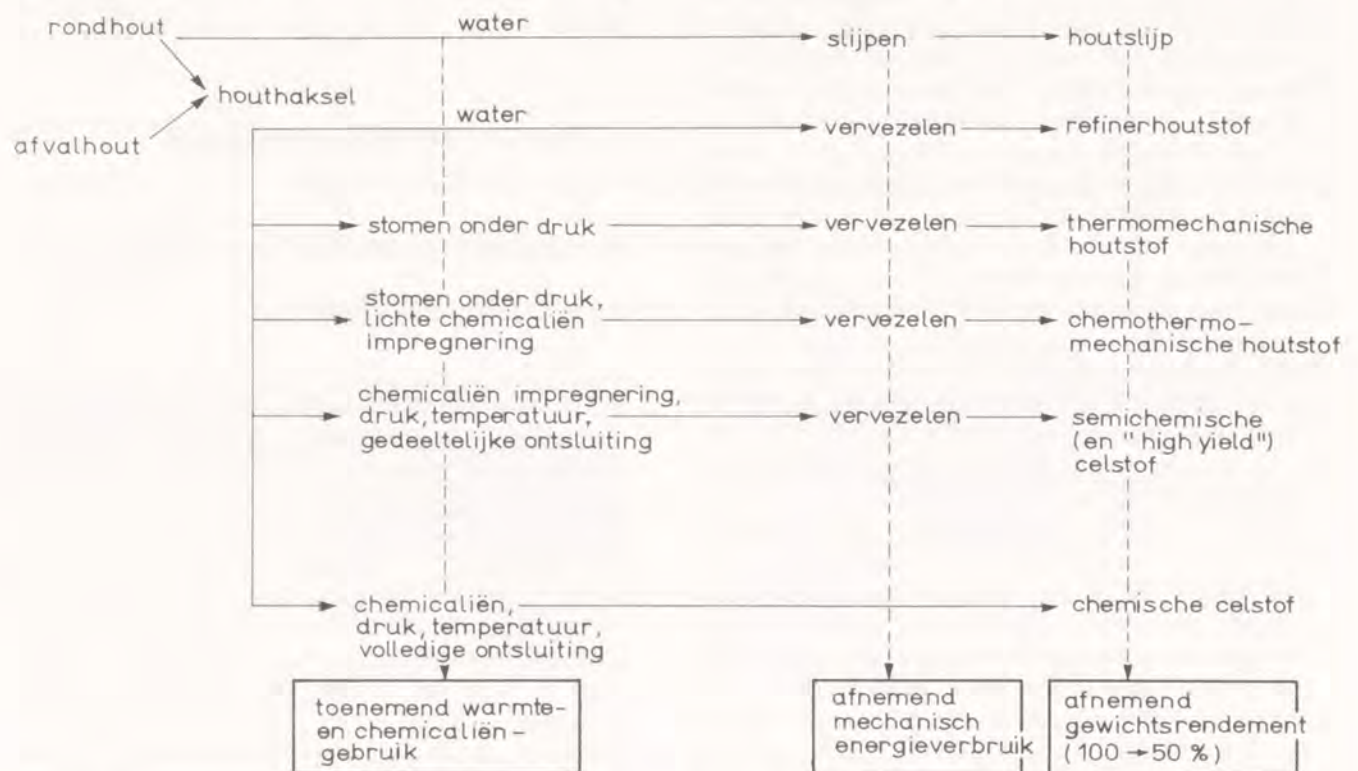 rondhout
water
slijpen
houtslijp
houthaksel
afvalhout
water
vervezelen
refinerhoutstof
stomen onder druk
vervezelen
thermomechanische
houtstof
stomen onder druk,
lichte chemicaliën
impregnering
vervezelen
chemothermo-
mechanische houtstof
chemicaliën impregnering,
druk, temperatuur,
gedeeltelijke ontsluiting
vervezelen
semichemische
(en "high yield")
celstof
chemicaliën,
druk, temperatuur,
volledige ontsluiting
chemische celstof
toenemend warmte-
en chemicaliën-
gebruik
afnemend
mechanisch
energieverbruik
afnemend
gewichtsrendement
(100 → 50 %)